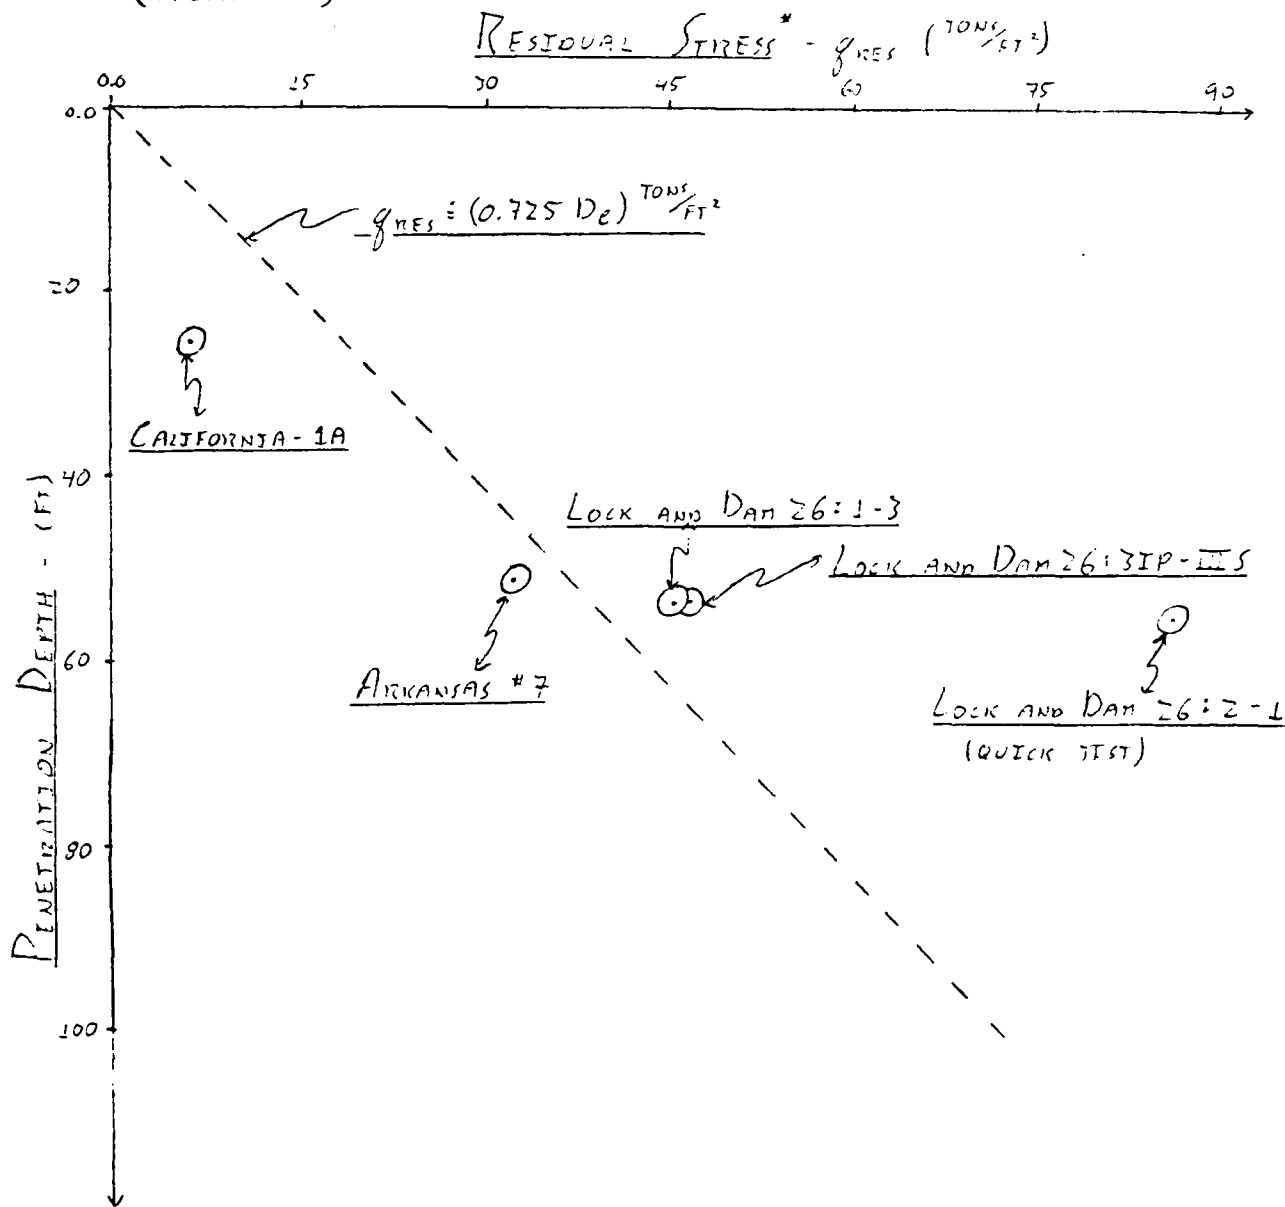 RESIDUAL STRESS* - qRES (TONS/FT²)
0.0 15 30 45 60 75 90
0.0
qRES ≐ (0.725 De) TONS/FT²
20
CALIFORNIA - 1A
40
LOCK AND DAM 26: 1-3
LOCK AND DAM 26: 3IP-IIIS
ARKANSAS #7
60
LOCK AND DAM 26: 2-1
(QUICK TEST)
80
100
PENETRATION DEPTH - (FT)